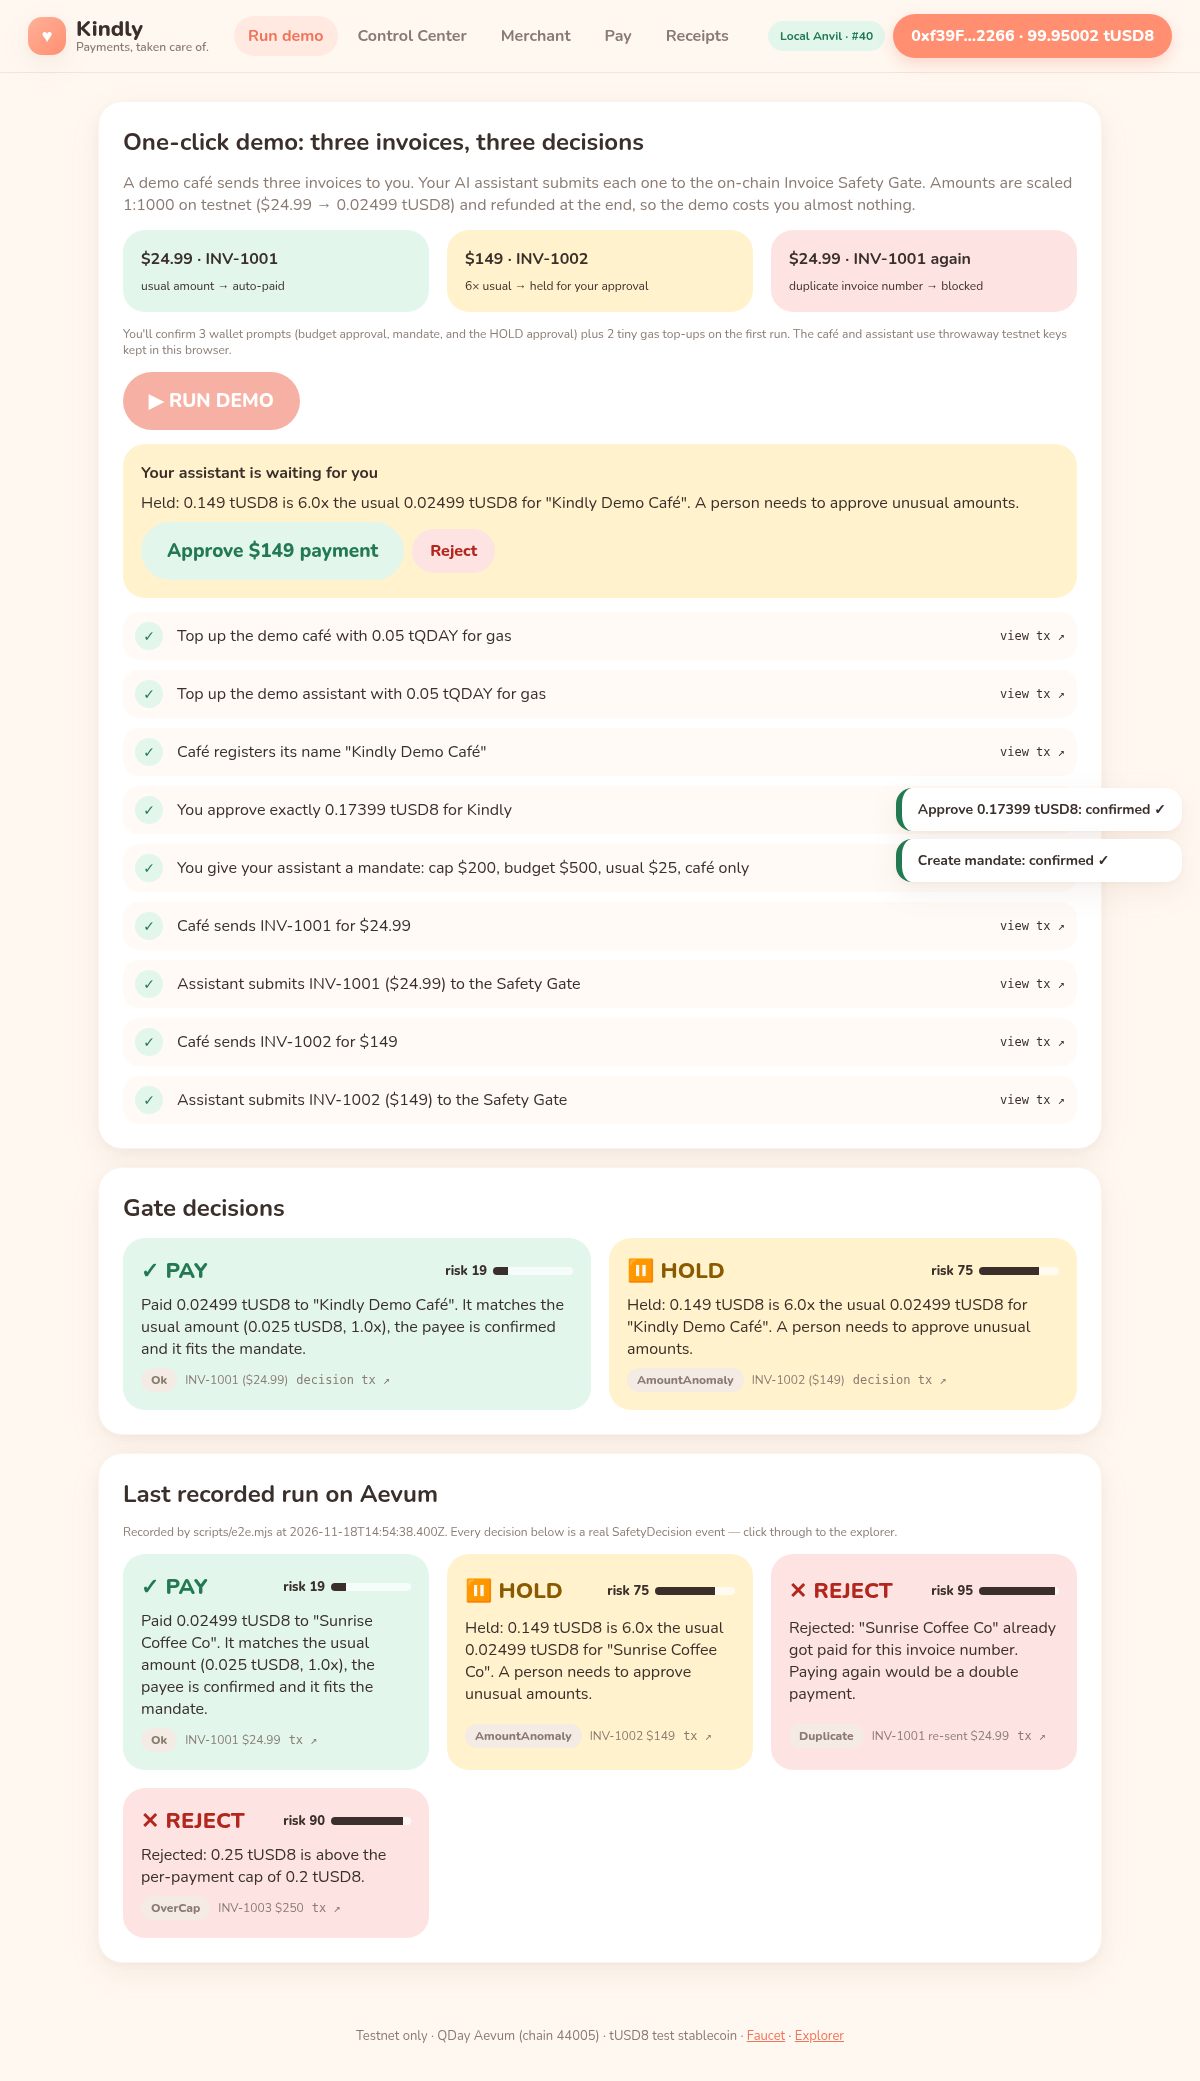 ♥
Kindly
Payments, taken care of.
Run demo
Control Center
Merchant
Pay
Receipts
Local Anvil · #40
0xf39F…2266 · 99.95002 tUSD8
One-click demo: three invoices, three decisions
A demo café sends three invoices to you. Your AI assistant submits each one to the on-chain Invoice Safety Gate. Amounts are scaled
1:1000 on testnet ($24.99 → 0.02499 tUSD8) and refunded at the end, so the demo costs you almost nothing.
$24.99 · INV-1001
usual amount → auto-paid
$149 · INV-1002
6× usual → held for your approval
$24.99 · INV-1001 again
duplicate invoice number → blocked
You'll confirm 3 wallet prompts (budget approval, mandate, and the HOLD approval) plus 2 tiny gas top-ups on the first run. The café and assistant use throwaway testnet keys
kept in this browser.
▶ RUN DEMO
Your assistant is waiting for you
Held: 0.149 tUSD8 is 6.0x the usual 0.02499 tUSD8 for "Kindly Demo Café". A person needs to approve unusual amounts.
Approve $149 payment
Reject
✓ Top up the demo café with 0.05 tQDAY for gas view tx ↗
✓ Top up the demo assistant with 0.05 tQDAY for gas view tx ↗
✓ Café registers its name "Kindly Demo Café" view tx ↗
✓ You approve exactly 0.17399 tUSD8 for Kindly
Approve 0.17399 tUSD8: confirmed ✓
✓ You give your assistant a mandate: cap $200, budget $500, usual $25, café only
Create mandate: confirmed ✓
✓ Café sends INV-1001 for $24.99 view tx ↗
✓ Assistant submits INV-1001 ($24.99) to the Safety Gate view tx ↗
✓ Café sends INV-1002 for $149 view tx ↗
✓ Assistant submits INV-1002 ($149) to the Safety Gate view tx ↗
Gate decisions
✓ PAY risk 19
Paid 0.02499 tUSD8 to "Kindly Demo Café". It matches the
usual amount (0.025 tUSD8, 1.0x), the payee is confirmed
and it fits the mandate.
Ok INV-1001 ($24.99) decision tx ↗
⏸ HOLD risk 75
Held: 0.149 tUSD8 is 6.0x the usual 0.02499 tUSD8 for
"Kindly Demo Café". A person needs to approve unusual
amounts.
AmountAnomaly INV-1002 ($149) decision tx ↗
Last recorded run on Aevum
Recorded by scripts/e2e.mjs at 2026-11-18T14:54:38.400Z. Every decision below is a real SafetyDecision event — click through to the explorer.
✓ PAY risk 19
Paid 0.02499 tUSD8 to "Sunrise
Coffee Co". It matches the usual
amount (0.025 tUSD8, 1.0x), the
payee is confirmed and it fits the
mandate.
Ok INV-1001 $24.99 tx ↗
⏸ HOLD risk 75
Held: 0.149 tUSD8 is 6.0x the usual
0.02499 tUSD8 for "Sunrise Coffee
Co". A person needs to approve
unusual amounts.
AmountAnomaly INV-1002 $149 tx ↗
✕ REJECT risk 95
Rejected: "Sunrise Coffee Co" already
got paid for this invoice number.
Paying again would be a double
payment.
Duplicate INV-1001 re-sent $24.99 tx ↗
✕ REJECT risk 90
Rejected: 0.25 tUSD8 is above the
per-payment cap of 0.2 tUSD8.
OverCap INV-1003 $250 tx ↗
Testnet only · QDay Aevum (chain 44005) · tUSD8 test stablecoin · Faucet · Explorer